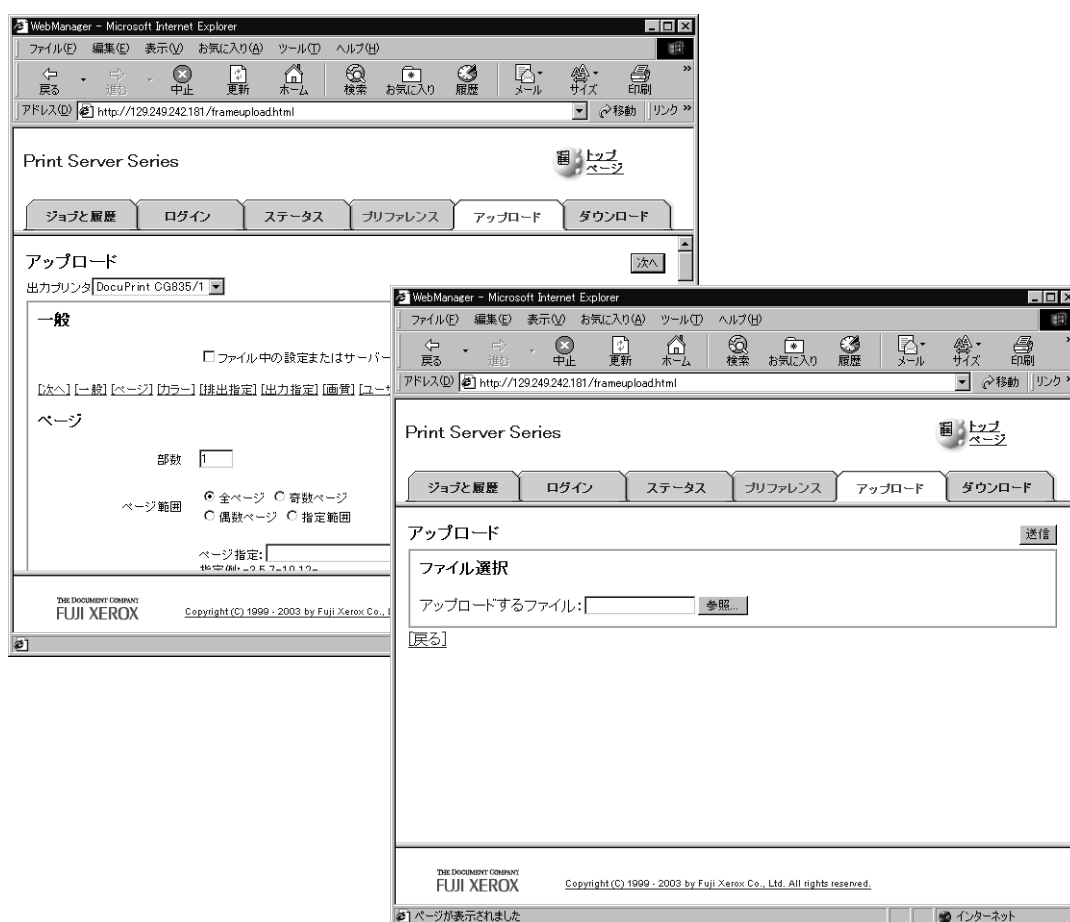 WebManager - Microsoft Internet Explorer
ファイル(F) 編集(E) 表示(V) お気に入り(A) ツール(T) ヘルプ(H)
戻る 進む 中止 更新 ホーム 検索 お気に入り 履歴 メール サイズ 印刷 »
アドレス(D) http://129.249.242.181/frameupload.html 移動 リンク »
Print Server Series
トップ
ページ
ジョブと履歴 ログイン ステータス プリファレンス アップロード ダウンロード
アップロード 次へ
出力プリンタ DocuPrint CG835/1
一般
ファイル中の設定またはサーバー
[次へ] [一般] [ページ] [カラー] [排出指定] [出力指定] [画質]
ページ
部数 1
ページ範囲
全ページ 奇数ページ
偶数ページ 指定範囲
ページ指定:
THE DOCUMENT COMPANY
FUJI XEROX
Copyright (C) 1999 - 2003 by Fuji Xerox Co.,
WebManager - Microsoft Internet Explorer
ファイル(F) 編集(E) 表示(V) お気に入り(A) ツール(T) ヘルプ(H)
戻る 進む 中止 更新 ホーム 検索 お気に入り 履歴 メール サイズ 印刷
アドレス(D) http://129.249.242.181/frameupload.html 移動 リンク
Print Server Series
トップ
ページ
ジョブと履歴 ログイン ステータス プリファレンス アップロード ダウンロード
アップロード 送信
ファイル選択
アップロードするファイル: 参照...
[戻る]
THE DOCUMENT COMPANY
FUJI XEROX
Copyright (C) 1999 - 2003 by Fuji Xerox Co., Ltd. All rights reserved.
ページが表示されました インターネット